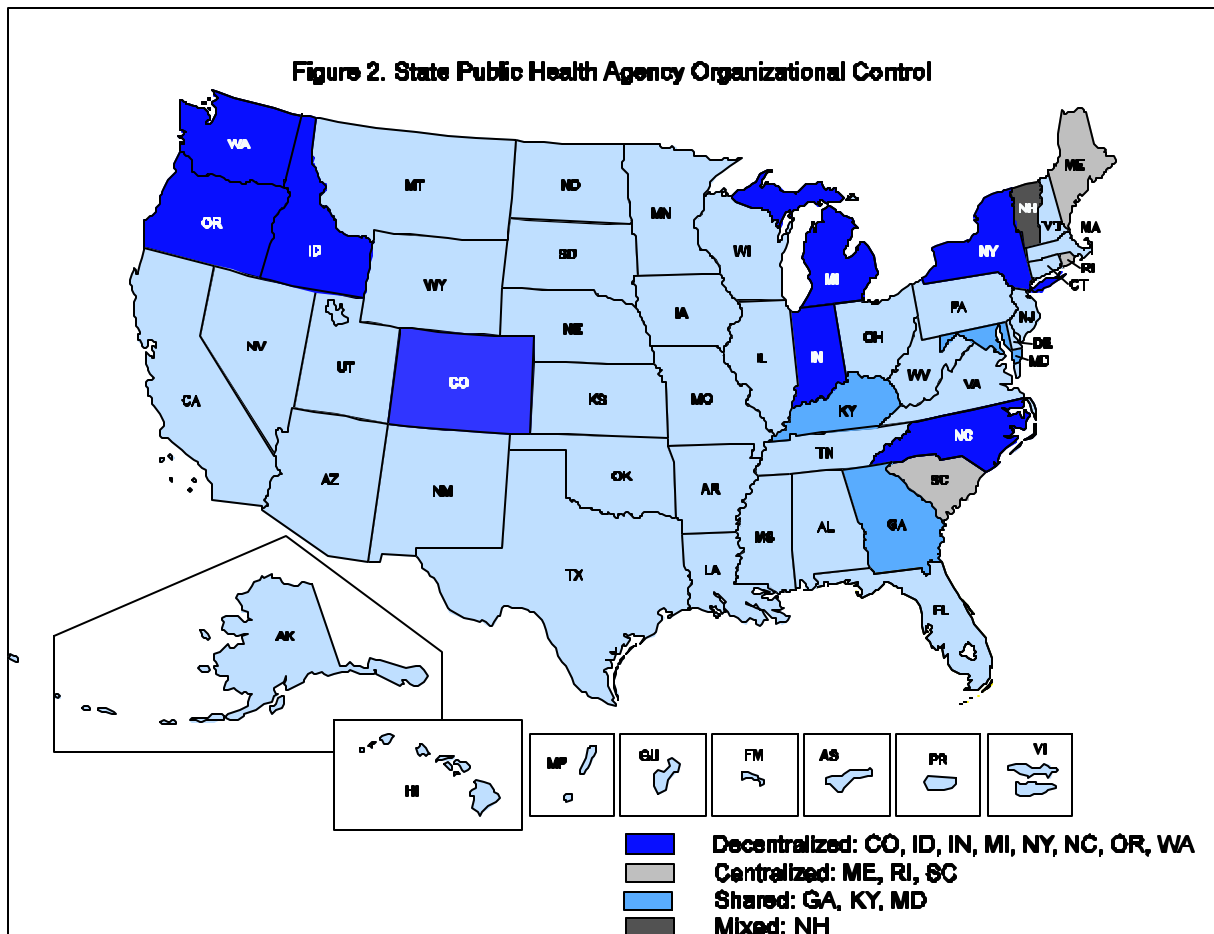 Figure 2. State Public Health Agency Organizational Control
WA
ME
MT
ND
MN
OR
ID
NH
VT
MA
WI
NY
SD
RI
MI
WY
CT
IA
PA
NJ
NE
OH
DE
NV
MD
IL
IN
UT
WV
CO
VA
KS
MO
KY
CA
NC
TN
AZ
OK
SC
NM
AR
GA
AL
MS
TX
LA
FL
AK
HI
MP
GU
FM
AS
PR
VI
Decentralized: CO, ID, IN, MI, NY, NC, OR, WA
Centralized: ME, RI, SC
Shared: GA, KY, MD
Mixed: NH